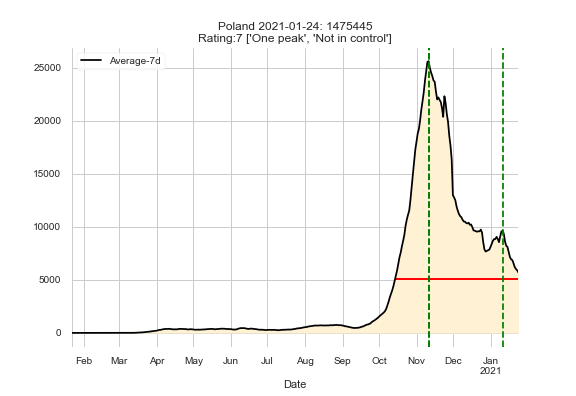 Poland 2021-01-24: 1475445
Rating:7 ['One peak', 'Not in control']
Average-7d
25000
20000
15000
10000
5000
0
Feb Mar Apr May Jun Jul Aug Sep Oct Nov Dec Jan
2021
Date